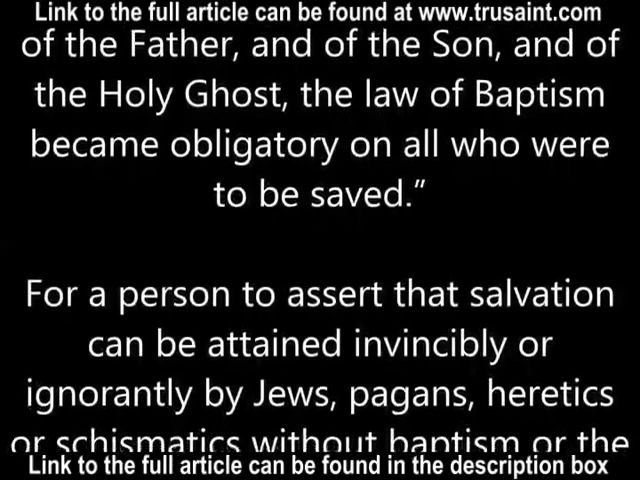 Link to the full article can be found at www.trusaint.com
of the Father, and of the Son, and of
the Holy Ghost, the law of Baptism
became obligatory on all who were
to be saved.”
For a person to assert that salvation
can be attained invincibly or
ignorantly by Jews, pagans, heretics
or schismatics without baptism or the
Link to the full article can be found in the description box